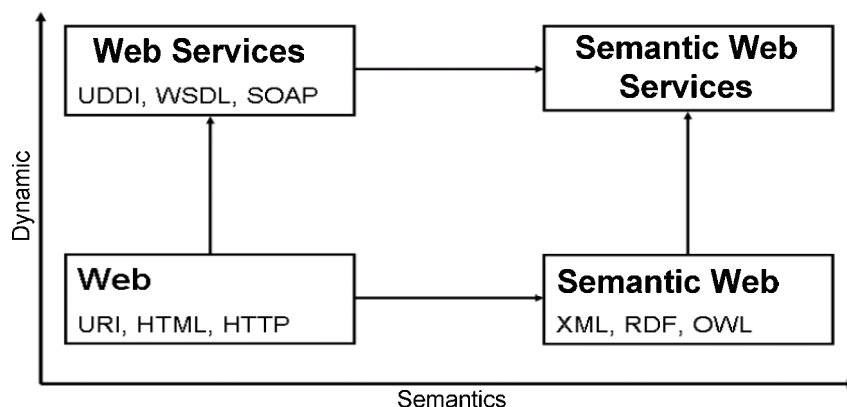 Web Services
UDDI, WSDL, SOAP
Semantic Web
Services
Dynamic
Web
URI, HTML, HTTP
Semantic Web
XML, RDF, OWL
Semantics